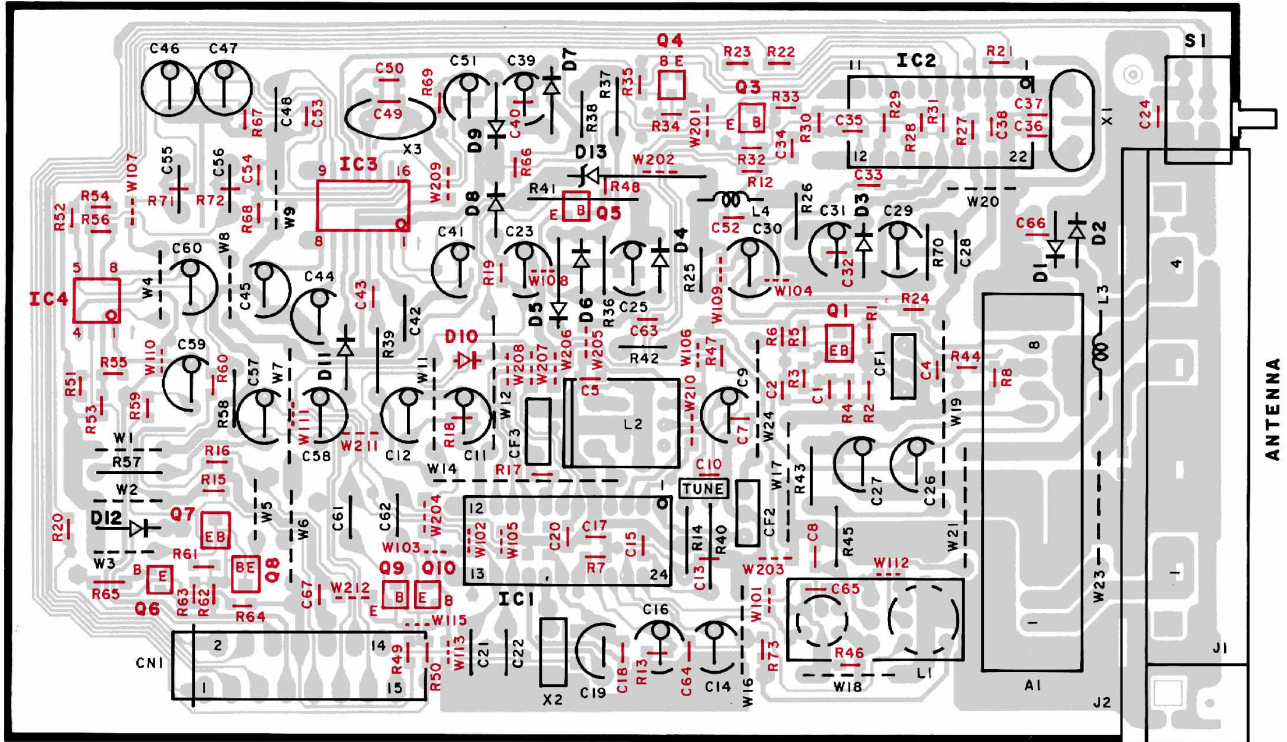 C46 C47 C50 R69 C51 C39 D7 Q4 R23 R22 IC2 R21 S1
B E
R35 R37 11 1
R67 C48 C53 C49 C40 R38 R34 W201 Q3 R33 R29 R31 C37 X1 C24
E B
R30 C35 R28 R27 C38 C36
X3 D9 C34
W107 C55 C56 C54 IC3 W209 R66 D13 W202 R32 12 22
9 16
R54 R71 R72 W9 R41 R48 R12 C33 W20
R52 R56 R68 D8 E B Q5 L4 R26 C31 D3 C29 C66 D2
8 1
C52
C60 W8 C41 C23 D4 C30 R70 C28 D1
5 8 W4 C45 C44 C43 R19 W108 R25 C32 4
IC4 C42 D5 D6 R36 C25 W109 W104 L3
4 1 C63 Q1 R24
R55 W110 C59 D11 R39 D10 W206 W205 R42 W106 R47 R6 R5 E B R1 CF1 8
W208 W207
R51 R60 C57 W7 W11 C5 W210 C9 C2 R3 C4 R44 R8
R53 R59 R58 W111 R18 W12 CF3 L2 C7 W24 C1 R4 R2 W19
W1 C58 W211 C12 C11 ANTENNA
R57 R16 W14 R17 C10 W17 R43 C27 C26
W2 R15 TUNE
D12 Q7 W5 W6 C61 C62 W204 12 1 CF2 W21
R20 E B W102 W105 C20 C17 C15 R14 R40 C8 R45
W3 R61 Q8 W103 R7 C13 W203 W112 W23
B E B E Q9 Q10 13 24
R65 Q6 R63 R62 C67 W212 E B E B IC1 W101 C65 1
R64 W115 C16
CN1 2 14 R49 R50 W113 C21 C22 X2 C19 C18 R13 C64 C14 W16 R73 R46 L1 1 J1
1 15 W18 A1 J2